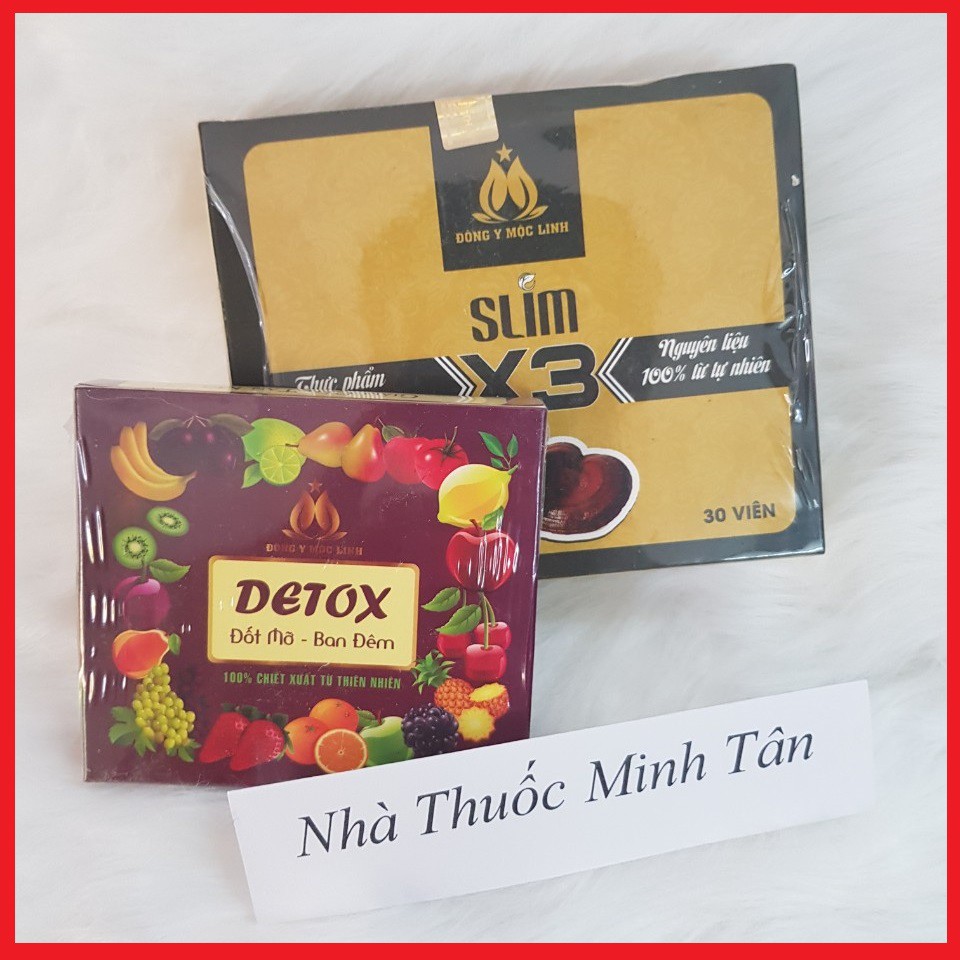 ĐÔNG Y MỘC LINH
SLIM
X3
Thực phẩm
Nguyên liệu
100% từ tự nhiên
30 VIÊN
ĐÔNG Y MỘC LINH
DETOX
Đốt Mỡ - Ban Đêm
100% CHIẾT XUẤT TỪ THIÊN NHIÊN
Nhà Thuốc Minh Tân